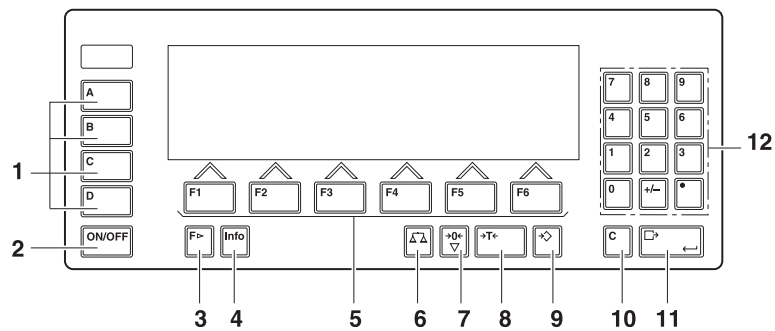 7 8 9
A
4 5 6
B
12
1 C
1 2 3
D
F1 F2 F3 F4 F5 F6
0 +/− •
2 ON/OFF
F Info
→0←
→T←
C
3 4 5 6 7 8 9 10 11